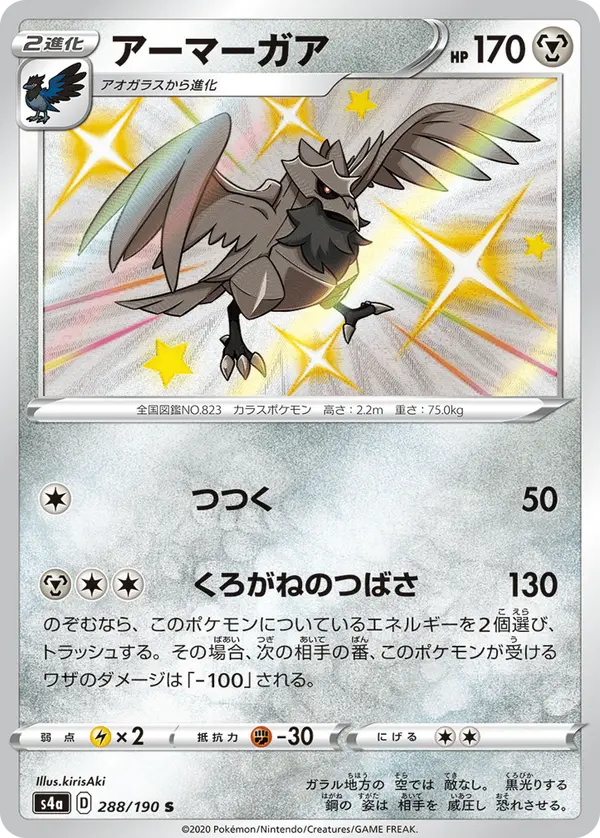 2進化
アーマーガア
HP 170
アオガラスから進化
全国図鑑NO.823 カラスポケモン 高さ:2.2m 重さ:75.0kg
つつく 50
くろがねのつばさ 130
のぞむなら、このポケモンについているエネルギーを2個選び、
トラッシュする。その場合、次の相手の番、このポケモンが受ける
ワザのダメージは「-100」される。
弱点 ×2 抵抗力 -30 にげる
Illus.kirisAki
s4a D 288/190 S
ガラル地方の 空では 敵なし。 黒光りする
鋼の 姿は 相手を 威圧し 恐れさせる。
©2020 Pokémon/Nintendo/Creatures/GAME FREAK.